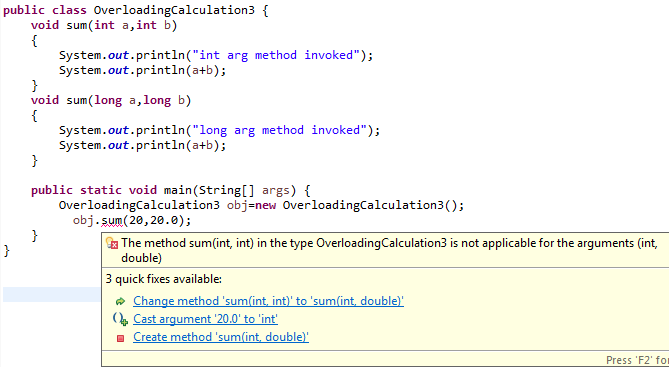 public class OverloadingCalculation3 {
void sum(int a,int b)
{
System.out.println("int arg method invoked");
System.out.println(a+b);
}
void sum(long a,long b)
{
System.out.println("long arg method invoked");
System.out.println(a+b);
}
public static void main(String[] args) {
OverloadingCalculation3 obj=new OverloadingCalculation3();
obj.sum(20,20.0);
}
}
The method sum(int, int) in the type OverloadingCalculation3 is not applicable for the arguments (int,
double)
3 quick fixes available:
Change method 'sum(int, int)' to 'sum(int, double)'
Cast argument '20.0' to 'int'
Create method 'sum(int, double)'
Press 'F2' for